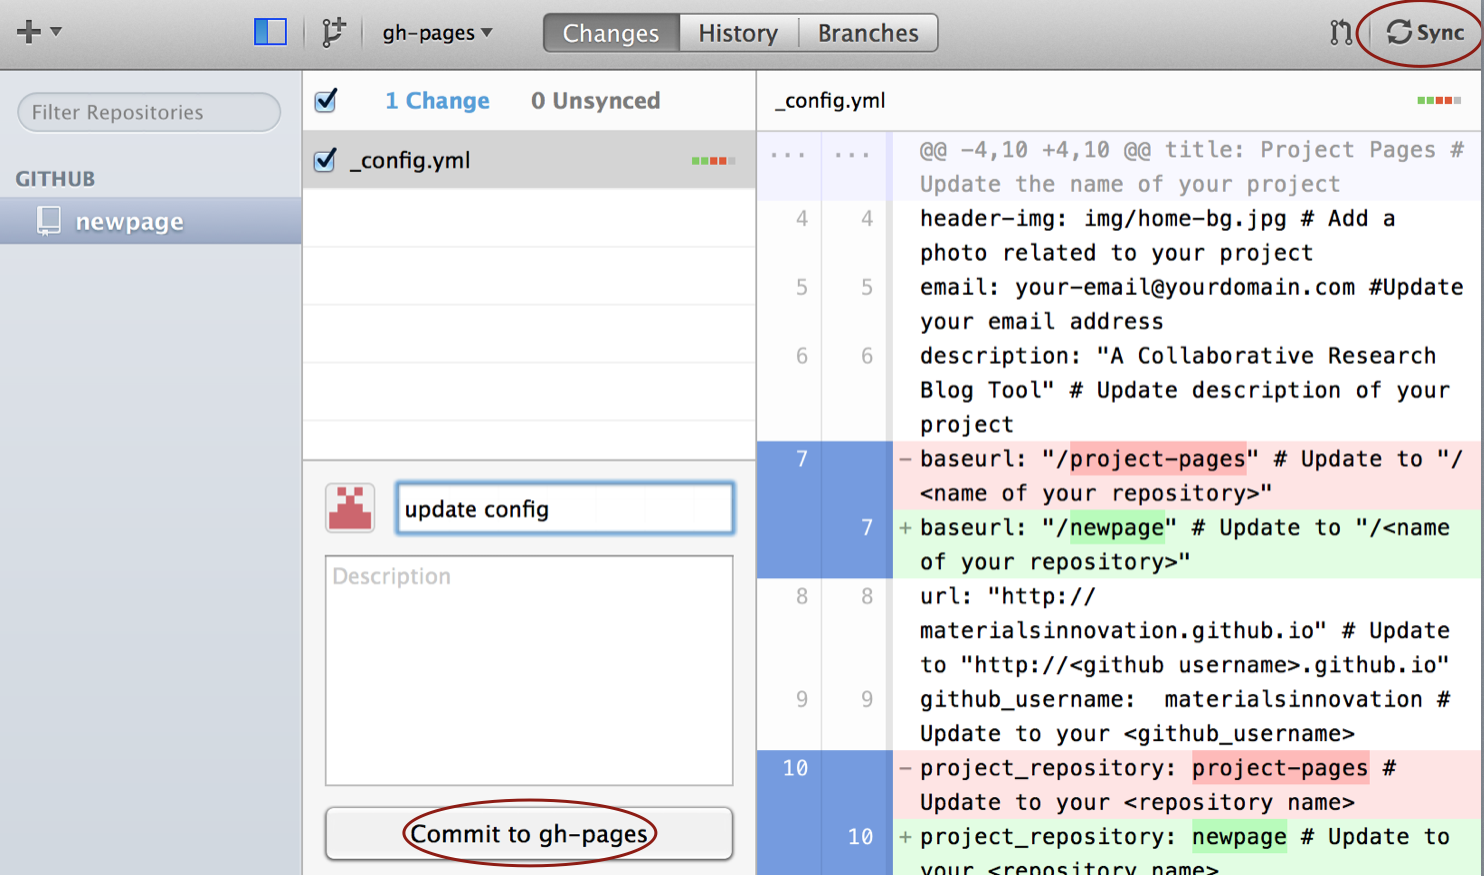 gh-pages
Changes
History
Branches
Sync
Filter Repositories
GITHUB
newpage
1 Change
0 Unsynced
_config.yml
update config
Description
Commit to gh-pages
_config.yml
... ... @@ -4,10 +4,10 @@ title: Project Pages #
Update the name of your project
4 4 header-img: img/home-bg.jpg # Add a
photo related to your project
5 5 email: your-email@yourdomain.com #Update
your email address
6 6 description: "A Collaborative Research
Blog Tool" # Update description of your
project
7 - baseurl: "/project-pages" # Update to "/
<name of your repository>"
7 + baseurl: "/newpage" # Update to "/<name
of your repository>"
8 8 url: "http://
materialsinnovation.github.io" # Update
to "http://<github username>.github.io"
9 9 github_username:  materialsinnovation #
Update to your <github_username>
10 - project_repository: project-pages #
Update to your <repository name>
10 + project_repository: newpage # Update to
your <repository name>